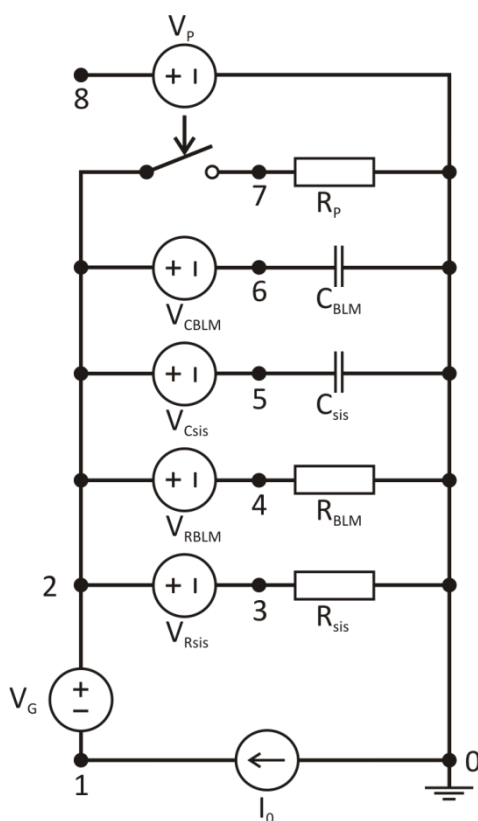 V_P
+ I
8
7
R_P
+ I
6
V_CBLM
C_BLM
+ I
5
V_Csis
C_sis
+ I
4
V_RBLM
R_BLM
2
+ I
3
V_Rsis
R_sis
V_G
+
−
1
0
I_0